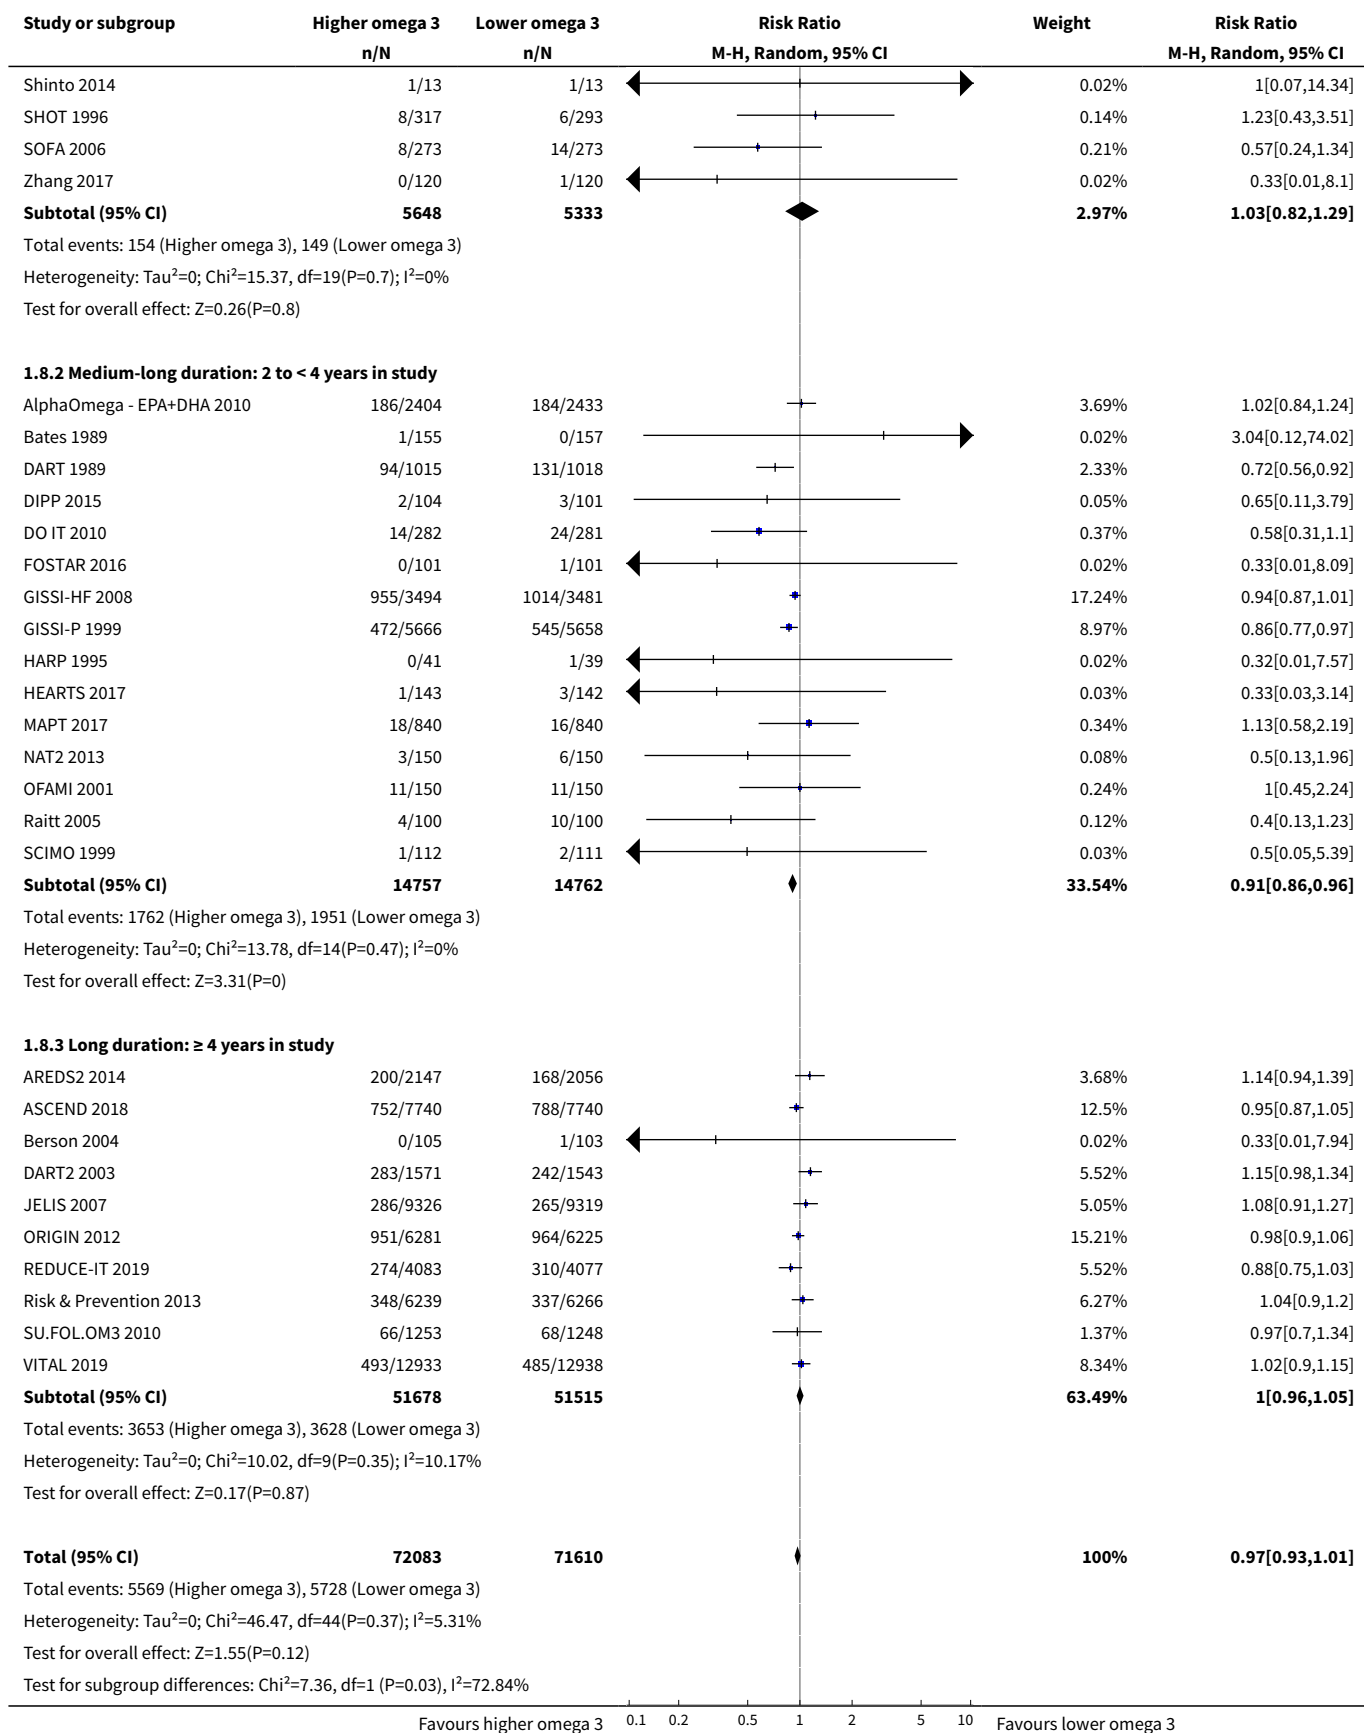 Study or subgroup Higher omega 3 Lower omega 3 Risk Ratio Weight Risk Ratio
n/N n/N M-H, Random, 95% CI M-H, Random, 95% CI
Shinto 2014 1/13 1/13 0.02% 1[0.07,14.34]
SHOT 1996 8/317 6/293 0.14% 1.23[0.43,3.51]
SOFA 2006 8/273 14/273 0.21% 0.57[0.24,1.34]
Zhang 2017 0/120 1/120 0.02% 0.33[0.01,8.1]
Subtotal (95% CI) 5648 5333 2.97% 1.03[0.82,1.29]
Total events: 154 (Higher omega 3), 149 (Lower omega 3)
Heterogeneity: Tau²=0; Chi²=15.37, df=19(P=0.7); I²=0%
Test for overall effect: Z=0.26(P=0.8)
1.8.2 Medium-long duration: 2 to < 4 years in study
AlphaOmega - EPA+DHA 2010 186/2404 184/2433 3.69% 1.02[0.84,1.24]
Bates 1989 1/155 0/157 0.02% 3.04[0.12,74.02]
DART 1989 94/1015 131/1018 2.33% 0.72[0.56,0.92]
DIPP 2015 2/104 3/101 0.05% 0.65[0.11,3.79]
DO IT 2010 14/282 24/281 0.37% 0.58[0.31,1.1]
FOSTAR 2016 0/101 1/101 0.02% 0.33[0.01,8.09]
GISSI-HF 2008 955/3494 1014/3481 17.24% 0.94[0.87,1.01]
GISSI-P 1999 472/5666 545/5658 8.97% 0.86[0.77,0.97]
HARP 1995 0/41 1/39 0.02% 0.32[0.01,7.57]
HEARTS 2017 1/143 3/142 0.03% 0.33[0.03,3.14]
MAPT 2017 18/840 16/840 0.34% 1.13[0.58,2.19]
NAT2 2013 3/150 6/150 0.08% 0.5[0.13,1.96]
OFAMI 2001 11/150 11/150 0.24% 1[0.45,2.24]
Raitt 2005 4/100 10/100 0.12% 0.4[0.13,1.23]
SCIMO 1999 1/112 2/111 0.03% 0.5[0.05,5.39]
Subtotal (95% CI) 14757 14762 33.54% 0.91[0.86,0.96]
Total events: 1762 (Higher omega 3), 1951 (Lower omega 3)
Heterogeneity: Tau²=0; Chi²=13.78, df=14(P=0.47); I²=0%
Test for overall effect: Z=3.31(P=0)
1.8.3 Long duration: ≥ 4 years in study
AREDS2 2014 200/2147 168/2056 3.68% 1.14[0.94,1.39]
ASCEND 2018 752/7740 788/7740 12.5% 0.95[0.87,1.05]
Berson 2004 0/105 1/103 0.02% 0.33[0.01,7.94]
DART2 2003 283/1571 242/1543 5.52% 1.15[0.98,1.34]
JELIS 2007 286/9326 265/9319 5.05% 1.08[0.91,1.27]
ORIGIN 2012 951/6281 964/6225 15.21% 0.98[0.9,1.06]
REDUCE-IT 2019 274/4083 310/4077 5.52% 0.88[0.75,1.03]
Risk & Prevention 2013 348/6239 337/6266 6.27% 1.04[0.9,1.2]
SU.FOL.OM3 2010 66/1253 68/1248 1.37% 0.97[0.7,1.34]
VITAL 2019 493/12933 485/12938 8.34% 1.02[0.9,1.15]
Subtotal (95% CI) 51678 51515 63.49% 1[0.96,1.05]
Total events: 3653 (Higher omega 3), 3628 (Lower omega 3)
Heterogeneity: Tau²=0; Chi²=10.02, df=9(P=0.35); I²=10.17%
Test for overall effect: Z=0.17(P=0.87)
Total (95% CI) 72083 71610 100% 0.97[0.93,1.01]
Total events: 5569 (Higher omega 3), 5728 (Lower omega 3)
Heterogeneity: Tau²=0; Chi²=46.47, df=44(P=0.37); I²=5.31%
Test for overall effect: Z=1.55(P=0.12)
Test for subgroup differences: Chi²=7.36, df=1 (P=0.03), I²=72.84%
Favours higher omega 3 0.1 0.2 0.5 1 2 5 10 Favours lower omega 3